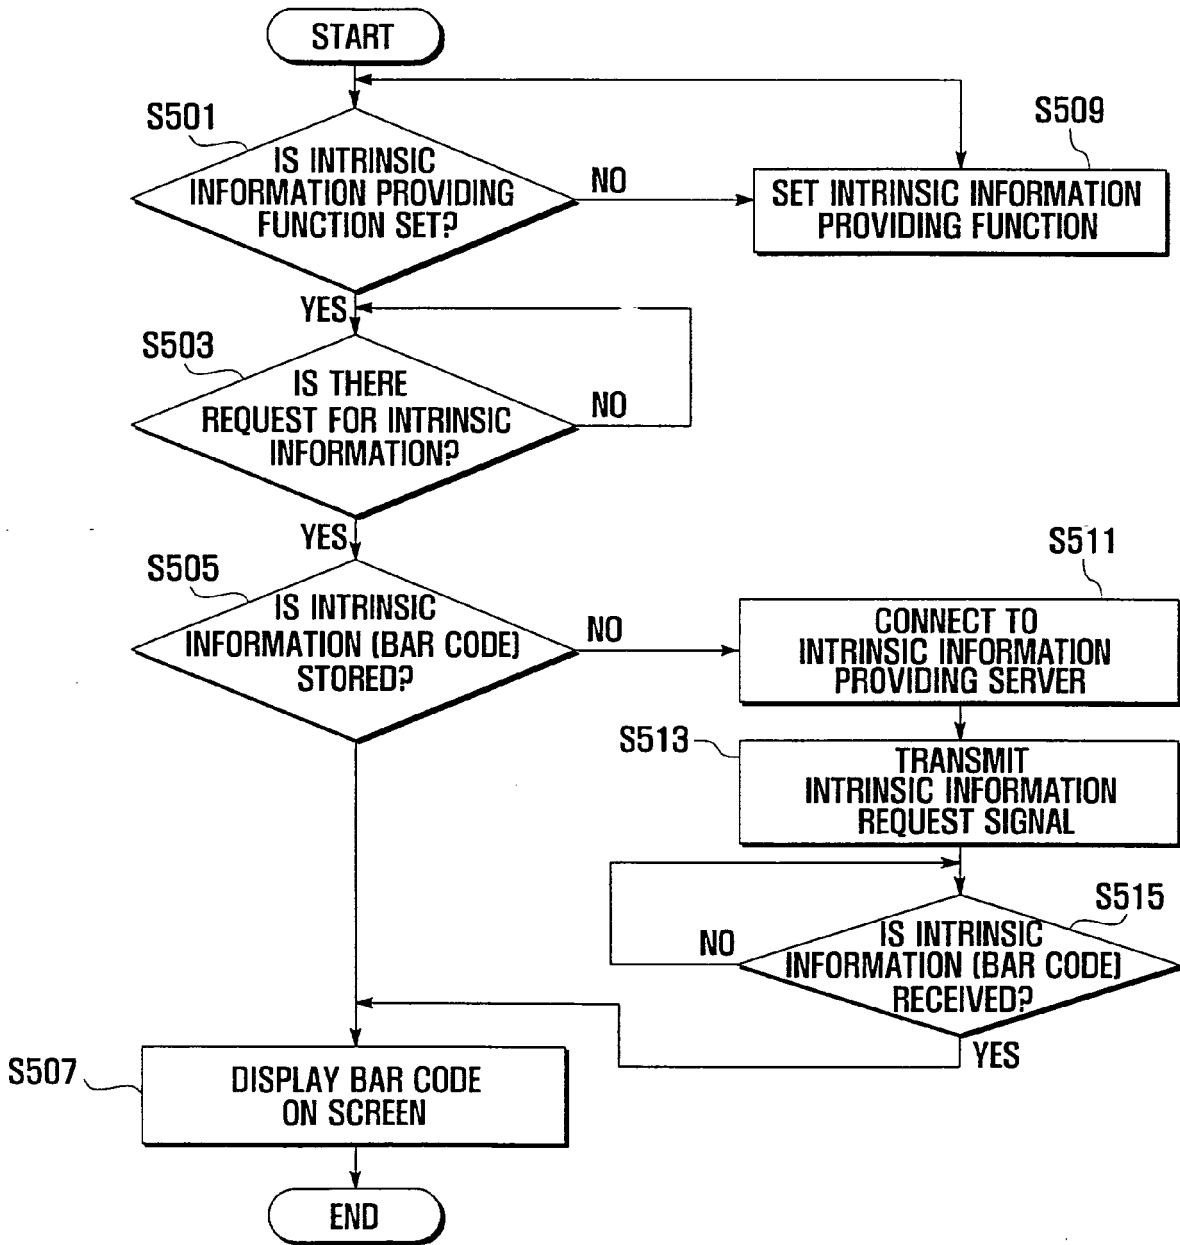 START
S501
IS INTRINSIC
INFORMATION PROVIDING
FUNCTION SET?
NO
S509
SET INTRINSIC INFORMATION
PROVIDING FUNCTION
YES
S503
IS THERE
REQUEST FOR INTRINSIC
INFORMATION?
NO
YES
S505
IS INTRINSIC
INFORMATION (BAR CODE)
STORED?
NO
S511
CONNECT TO
INTRINSIC INFORMATION
PROVIDING SERVER
S513
TRANSMIT
INTRINSIC INFORMATION
REQUEST SIGNAL
S515
IS INTRINSIC
INFORMATION (BAR CODE)
RECEIVED?
NO
YES
S507
DISPLAY BAR CODE
ON SCREEN
END